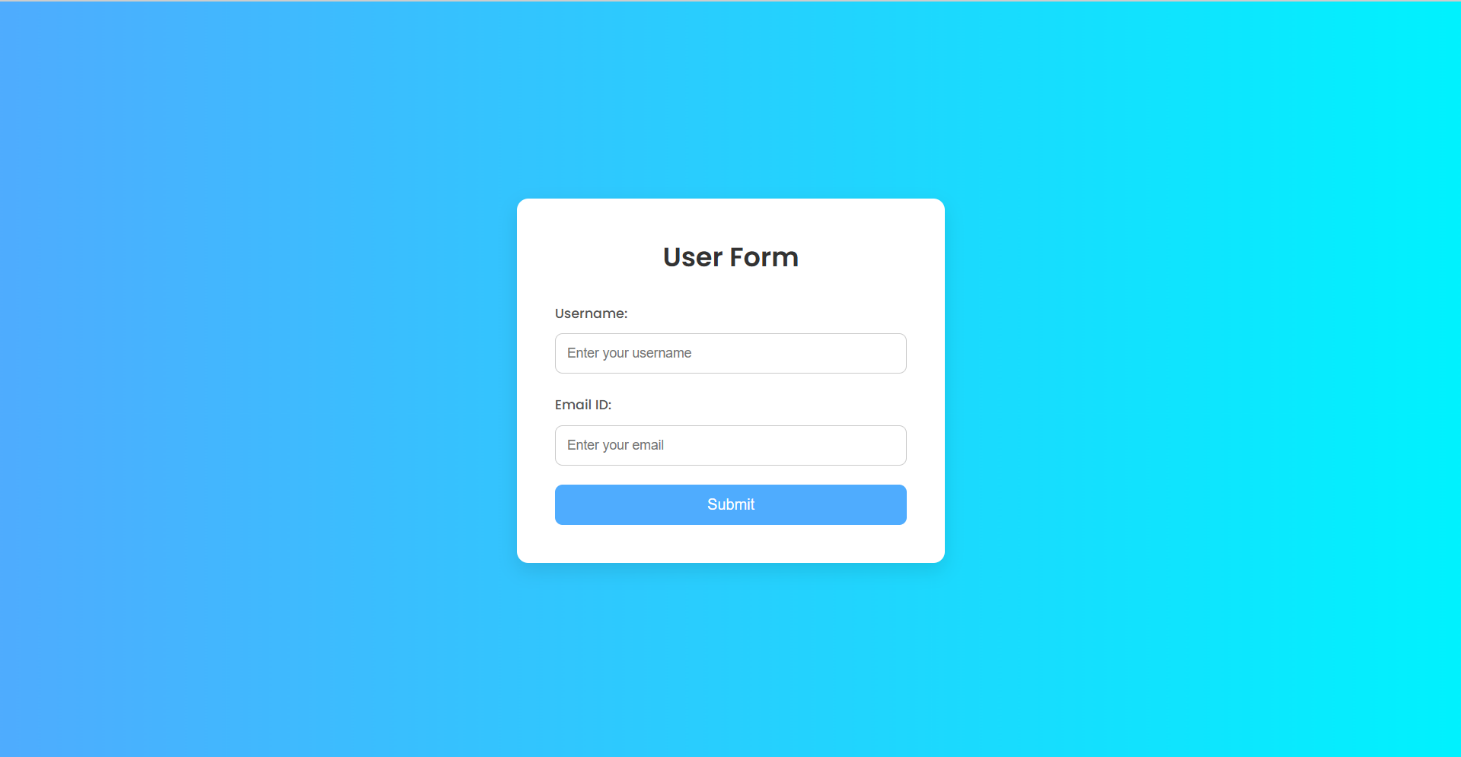 User Form
Username:
Enter your username
Email ID:
Enter your email
Submit